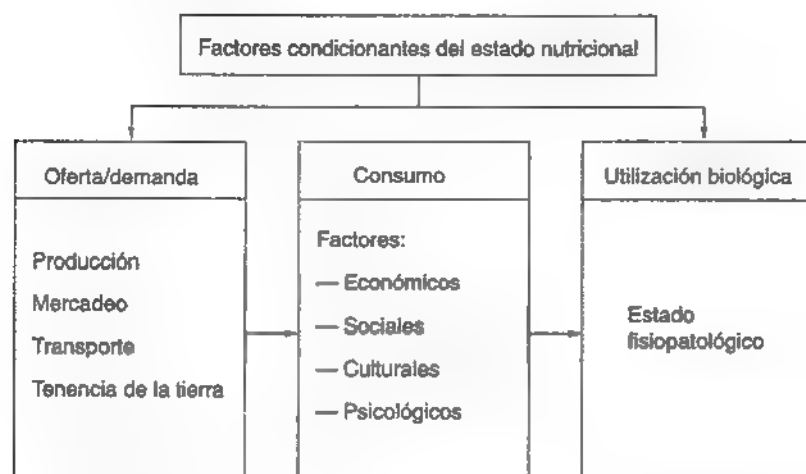 Factores condicionantes del estado nutricional
Oferta/demanda
Producción
Mercadeo
Transporte
Tenencia de la tierra
Consumo
Factores:
— Económicos
— Sociales
— Culturales
— Psicológicos
Utilización biológica
Estado
fisiopatológico